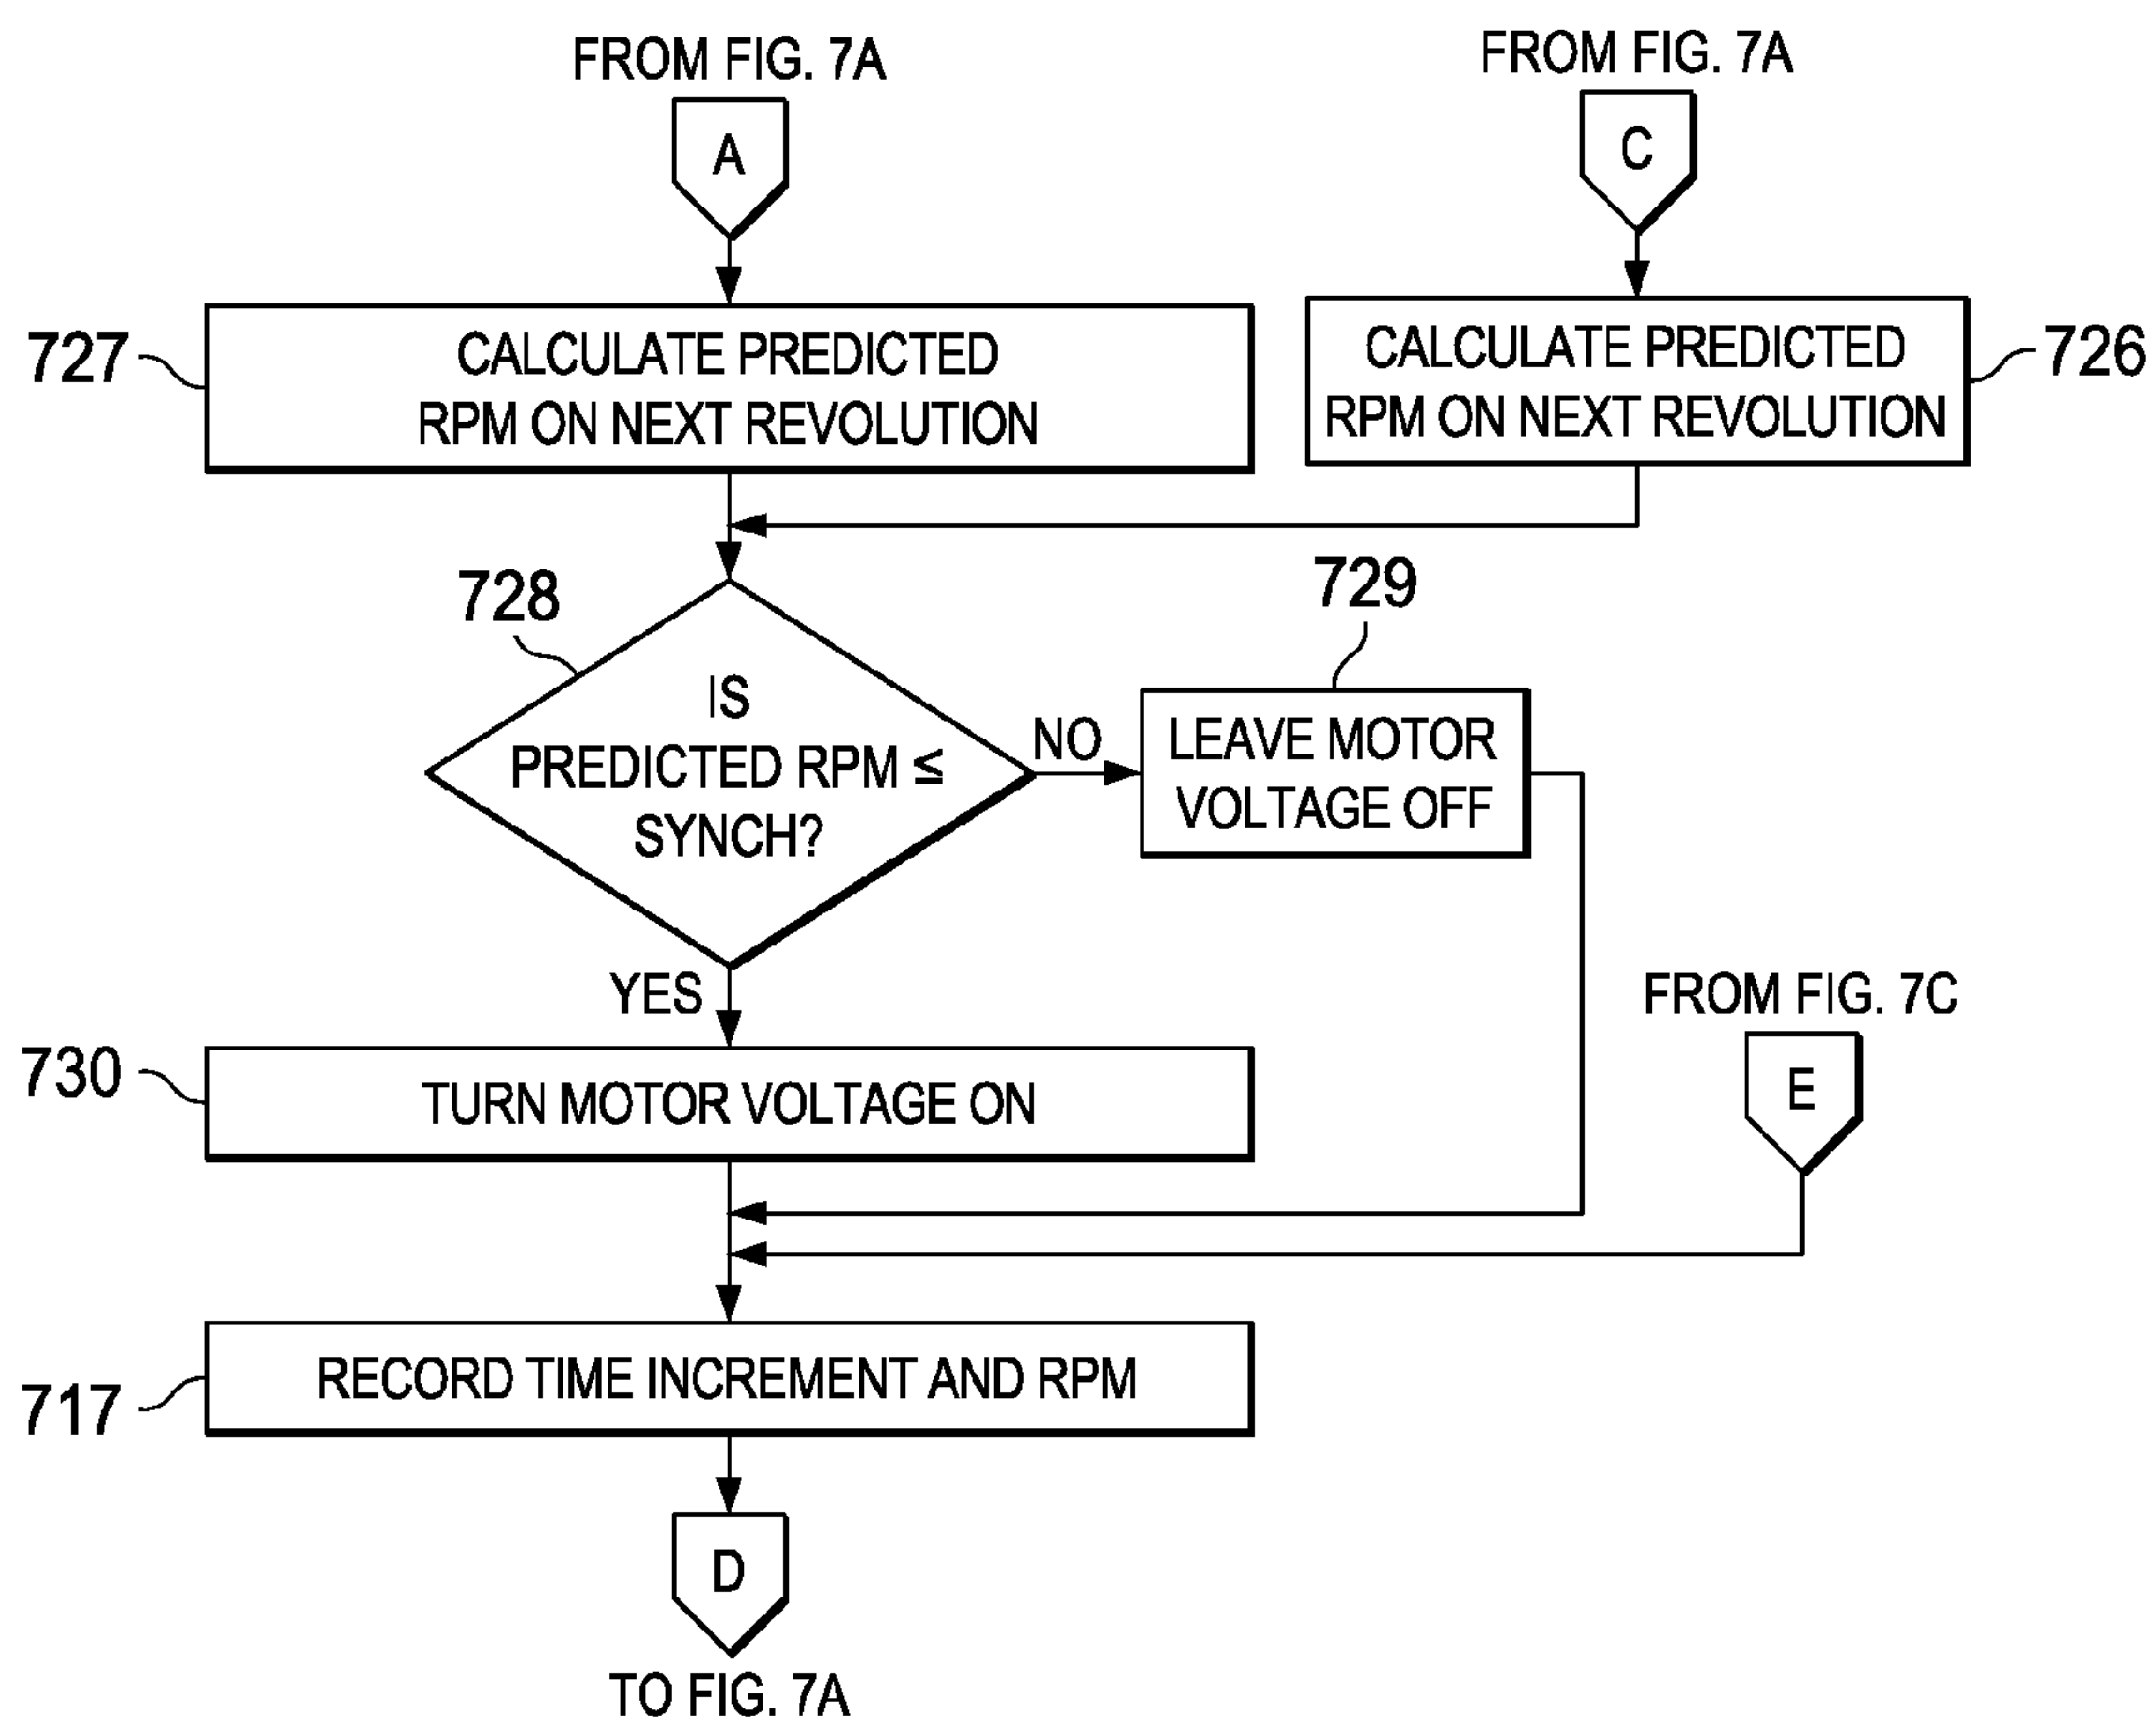 FROM FIG. 7A
A
FROM FIG. 7A
C
727
CALCULATE PREDICTED
RPM ON NEXT REVOLUTION
CALCULATE PREDICTED
RPM ON NEXT REVOLUTION
726
728
IS
PREDICTED RPM ≤
SYNCH?
NO
729
LEAVE MOTOR
VOLTAGE OFF
YES
FROM FIG. 7C
E
730
TURN MOTOR VOLTAGE ON
717
RECORD TIME INCREMENT AND RPM
D
TO FIG. 7A